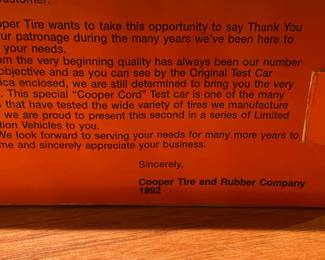 oper Tire wants to take this opportunity to say Thank You
ur patronage during the many years we've been here to
your needs.
om the very beginning quality has always been our number
objective and as you can see by the Original Test Car
ica enclosed, we are still determined to bring you the very
. This special "Cooper Cord" Test car is one of the many
s that have tested the wide variety of tires we manufacture
we are proud to present this second in a series of Limited
tion Vehicles to you.
We look forward to serving your needs for many more years to
me and sincerely appreciate your business.
Sincerely,
Cooper Tire and Rubber Company
1992